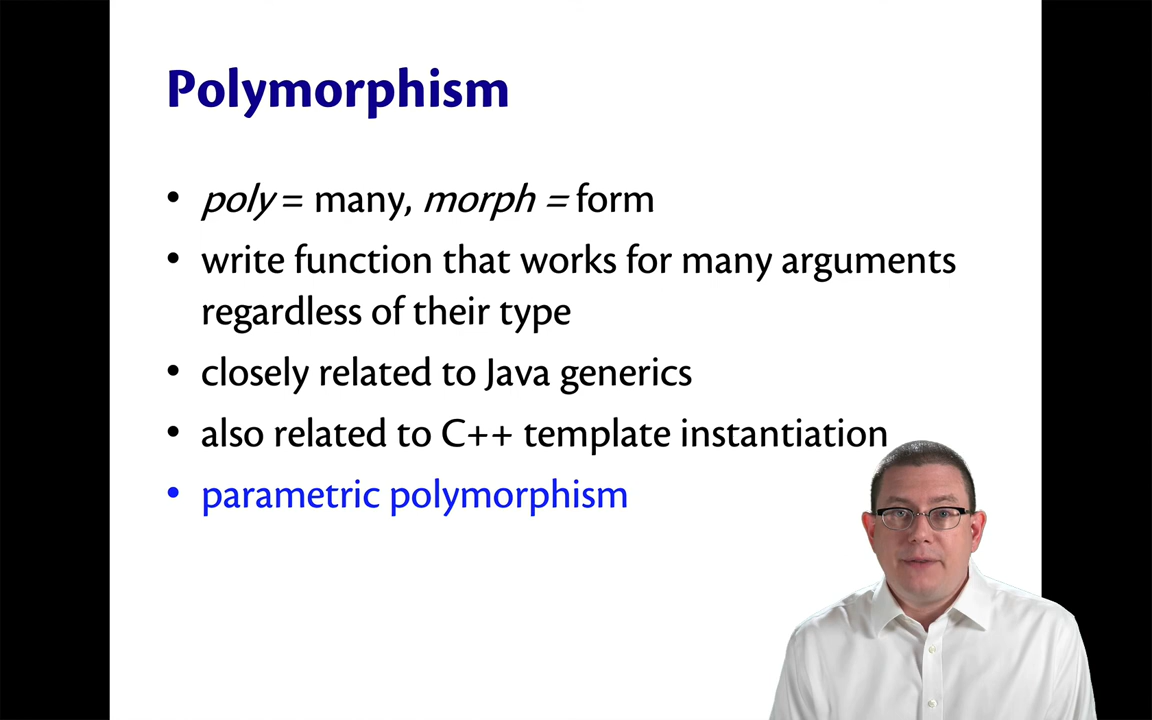 Polymorphism
• poly = many, morph = form
• write function that works for many arguments
regardless of their type
• closely related to Java generics
• also related to C++ template instantiation
• parametric polymorphism